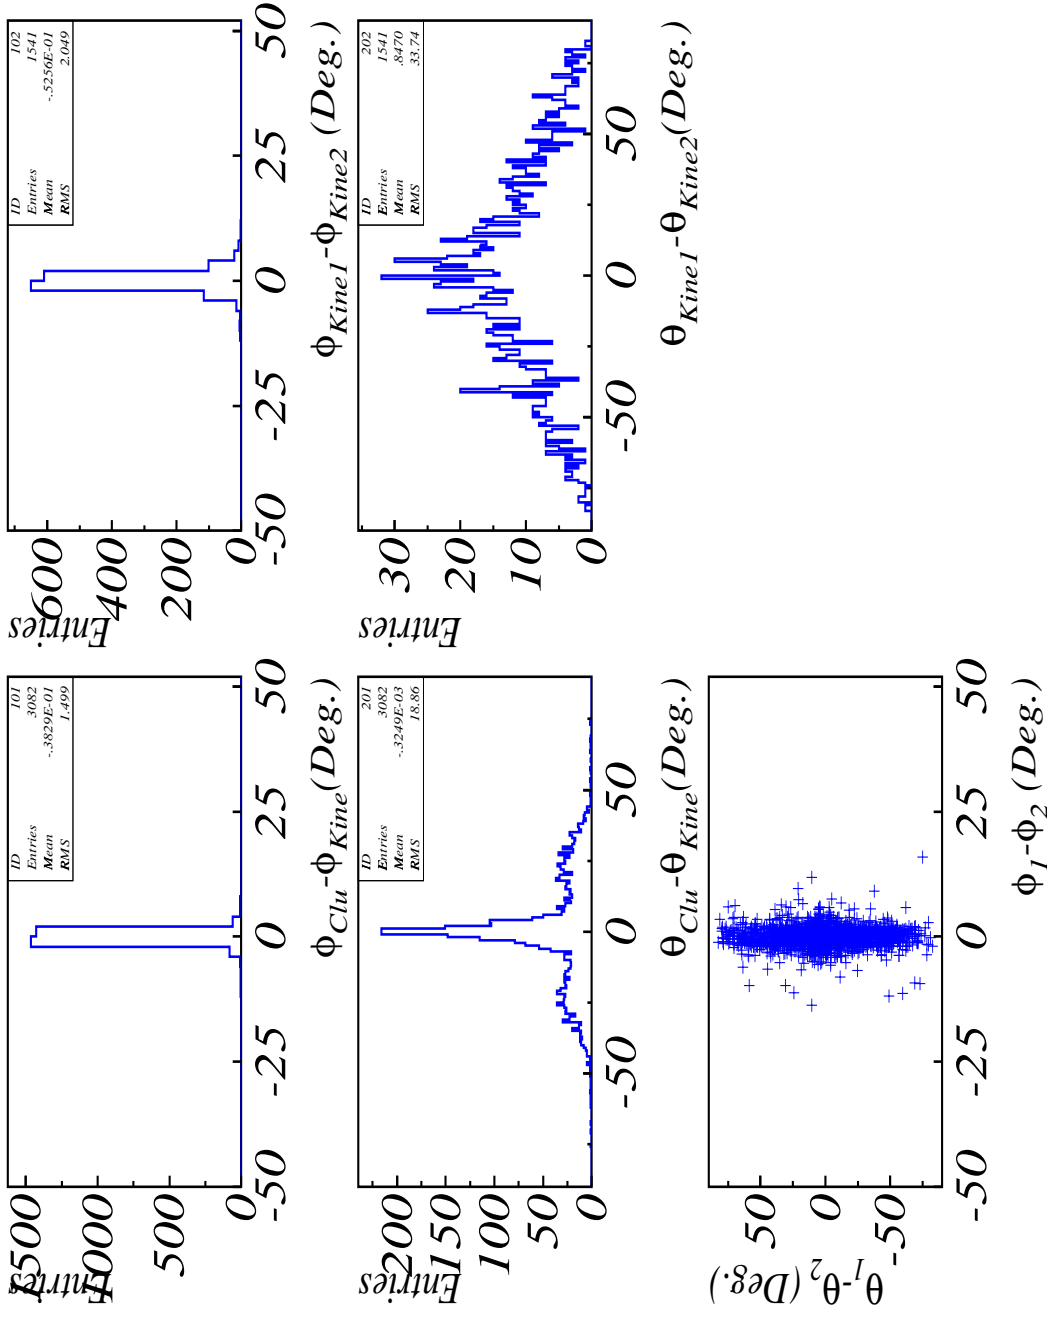 Entries
1500
1000
500
0
-50
-25
0
25
50
ϕClu-ϕKine(Deg.)
ID 101
Entries 3082
Mean -.3829E-01
RMS 1.499
Entries
600
400
200
0
-50
-25
0
25
50
ϕKine1-ϕKine2 (Deg.)
ID 102
Entries 1541
Mean -.5256E-01
RMS 2.049
Entries
200
150
100
50
0
-50
0
50
θClu-θKine(Deg.)
ID 201
Entries 3082
Mean -.3249E-03
RMS 18.86
Entries
30
20
10
0
-50
0
50
θKine1-θKine2(Deg.)
ID 202
Entries 1541
Mean .8470
RMS 33.74
θ1-θ2 (Deg.)
50
0
-50
-50
-25
0
25
50
ϕ1-ϕ2 (Deg.)